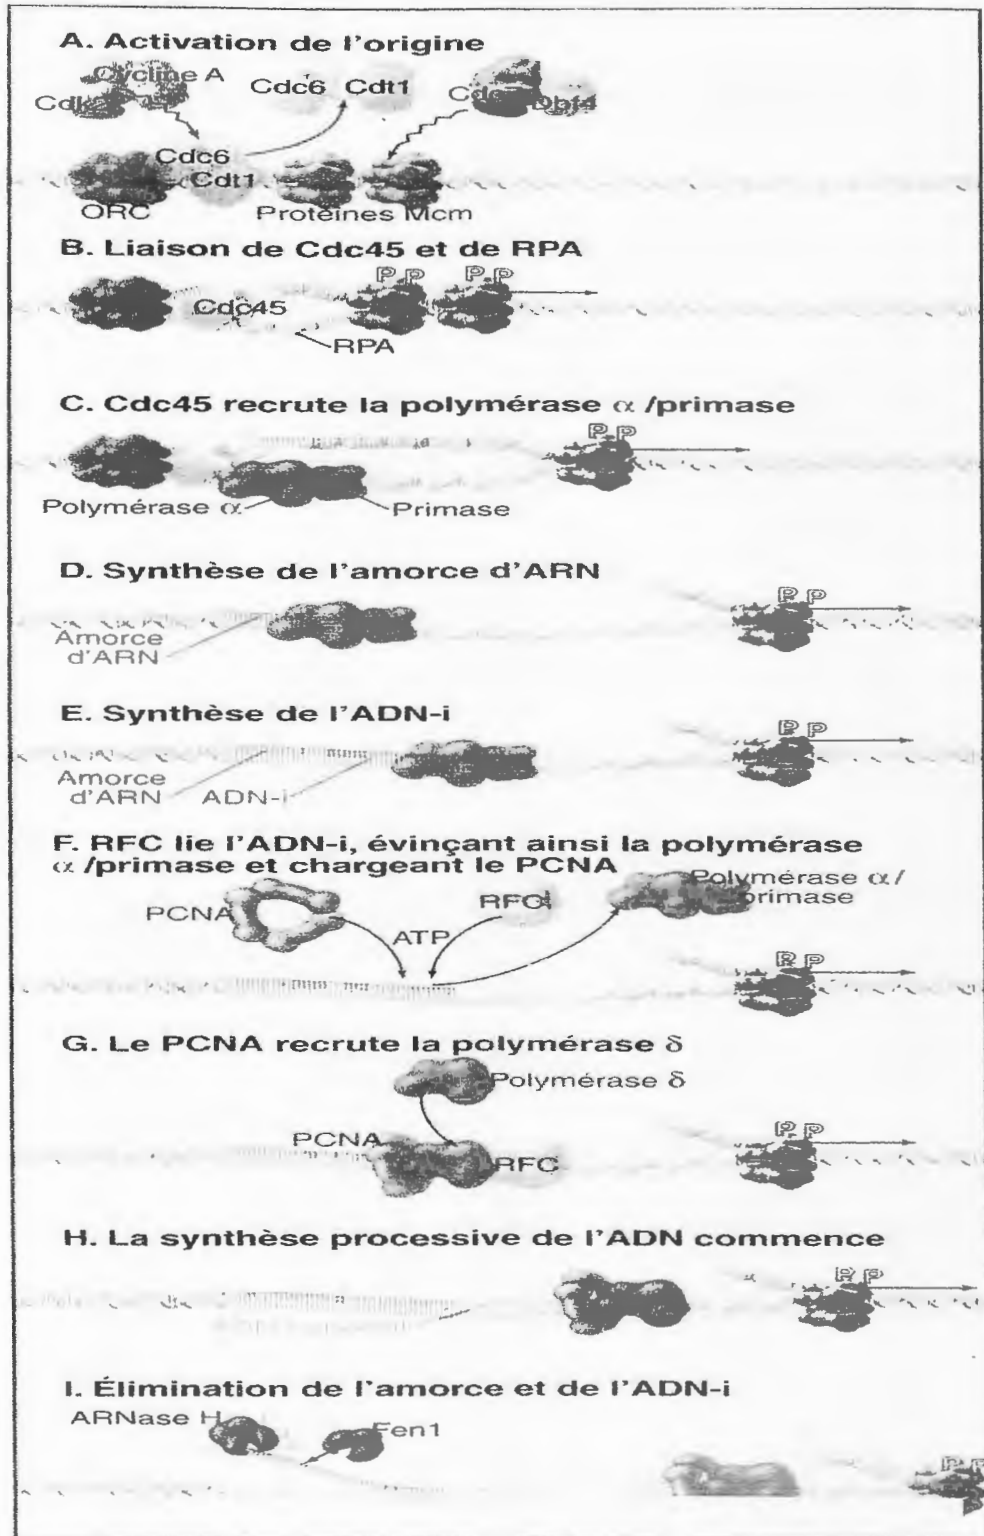 A. Activation de l'origine
Cycline A
Cdc6 Cdt1
Dbf4
Cdc6
Cdt1
ORC
Protéines Mcm
B. Liaison de Cdc45 et de RPA
P P P P
Cdc45
RPA
C. Cdc45 recrute la polymérase α /primase
P P
Polymérase α
Primase
D. Synthèse de l'amorce d'ARN
P P
Amorce
d'ARN
E. Synthèse de l'ADN-i
P P
Amorce
d'ARN
ADN-i
F. RFC lie l'ADN-i, évinçant ainsi la polymérase
α /primase et chargeant le PCNA
Polymérase α/
primase
PCNA
RFC
ATP
P P
G. Le PCNA recrute la polymérase δ
Polymérase δ
PCNA
P P
RFC
H. La synthèse processive de l'ADN commence
P P
I. Élimination de l'amorce et de l'ADN-i
ARNase H
Fen1
P P